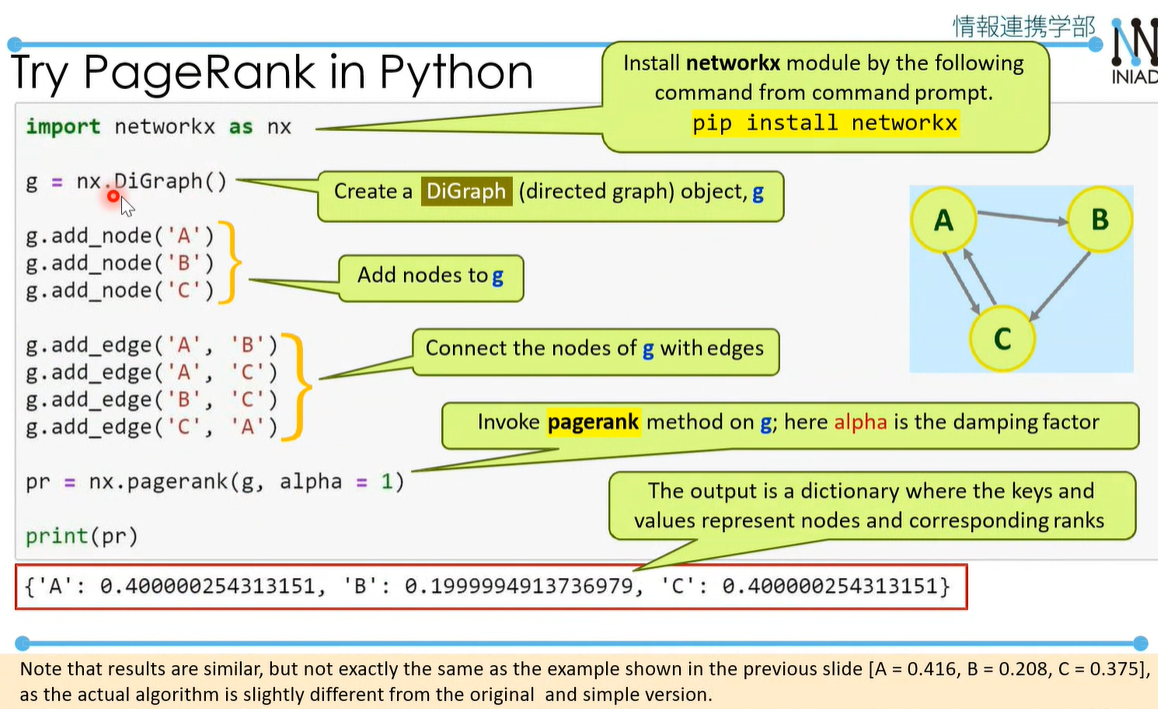 情報連携学部
INIAD
Try PageRank in Python
Install networkx module by the following
command from command prompt.
pip install networkx
import networkx as nx
g = nx.DiGraph()
Create a DiGraph (directed graph) object, g
g.add_node('A')
g.add_node('B')
g.add_node('C')
Add nodes to g
A
B
C
g.add_edge('A', 'B')
g.add_edge('A', 'C')
g.add_edge('B', 'C')
g.add_edge('C', 'A')
Connect the nodes of g with edges
Invoke pagerank method on g; here alpha is the damping factor
pr = nx.pagerank(g, alpha = 1)
The output is a dictionary where the keys and
values represent nodes and corresponding ranks
print(pr)
{'A': 0.400000254313151, 'B': 0.1999994913736979, 'C': 0.400000254313151}
Note that results are similar, but not exactly the same as the example shown in the previous slide [A = 0.416, B = 0.208, C = 0.375],
as the actual algorithm is slightly different from the original and simple version.